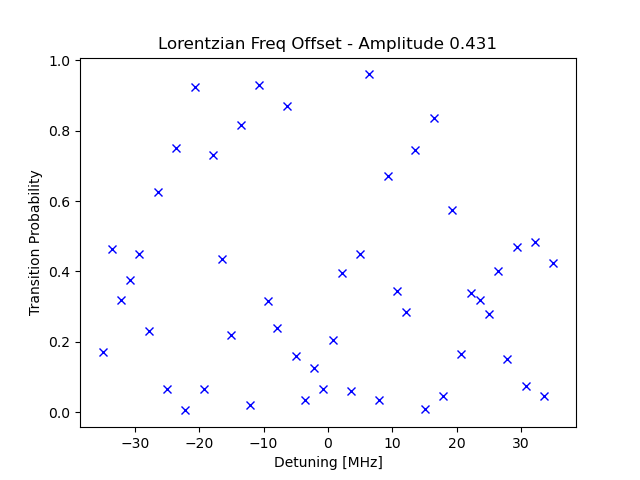 Lorentzian Freq Offset - Amplitude 0.431
1.0
0.8
0.6
0.4
0.2
0.0
Transition Probability
−30 −20 −10 0 10 20 30
Detuning [MHz]